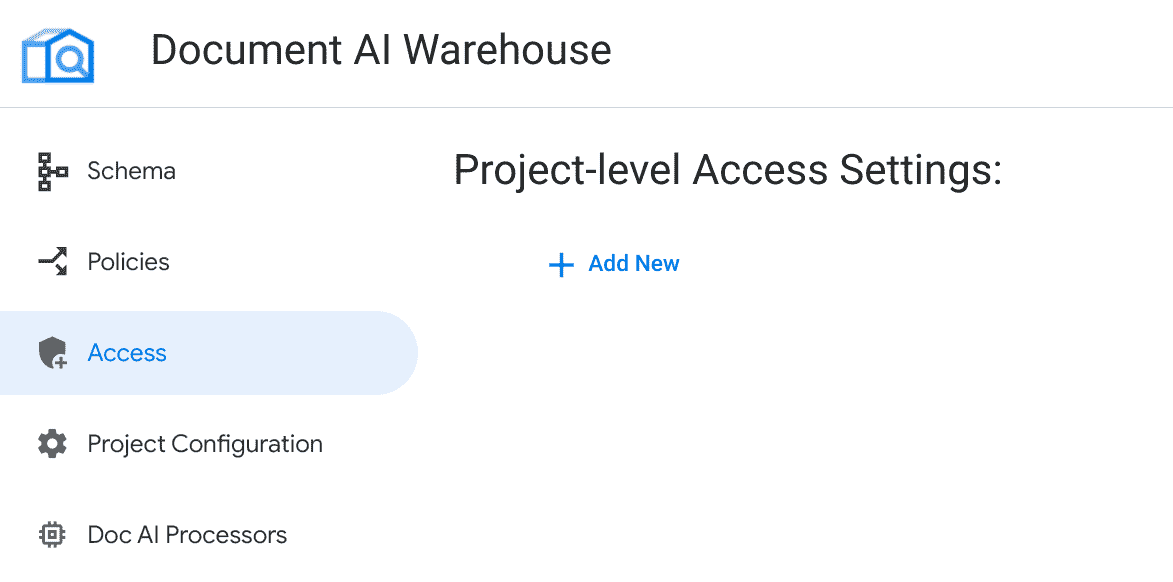 Document AI Warehouse
Schema
Policies
Access
Project Configuration
Doc AI Processors
Project-level Access Settings:
Add New